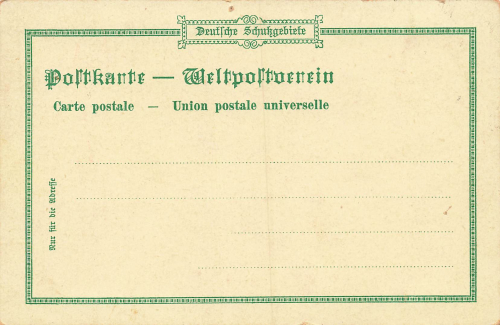 Deutsche Schutzgebiete
Postkarte — Weltpostverein
Carte postale — Union postale universelle
Nur für die Adresse